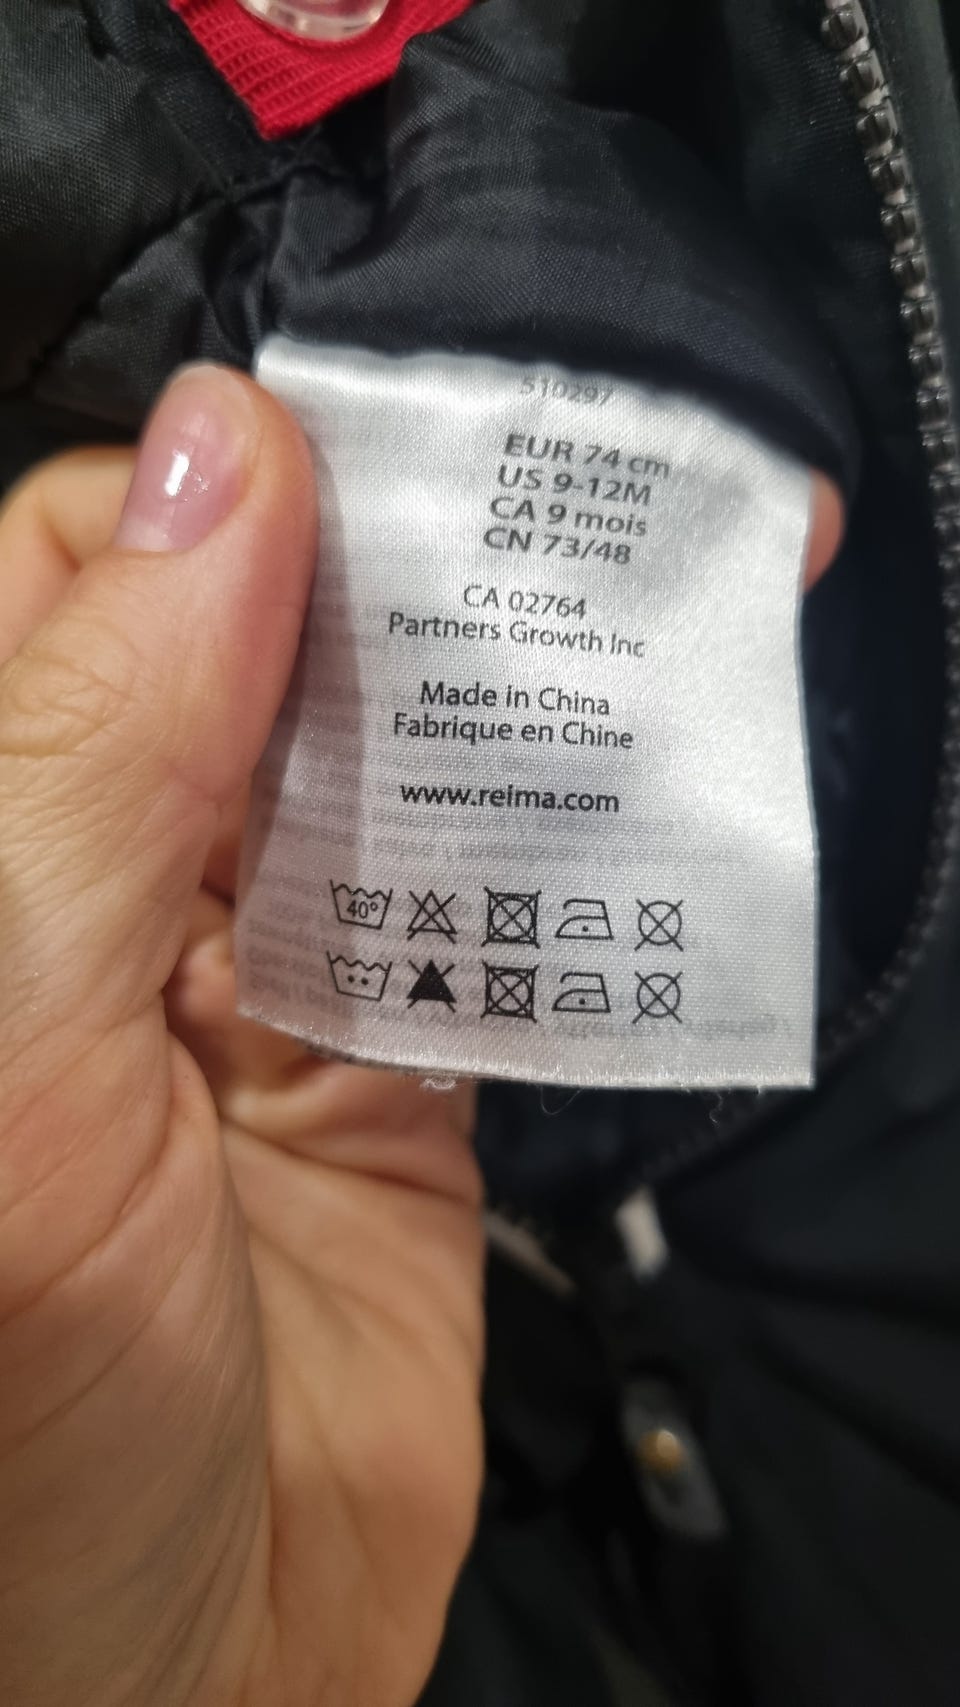 510297
EUR 74 cm
US 9-12M
CA 9 mois
CN 73/48
CA 02764
Partners Growth Inc
Made in China
Fabrique en Chine
www.reima.com
40°